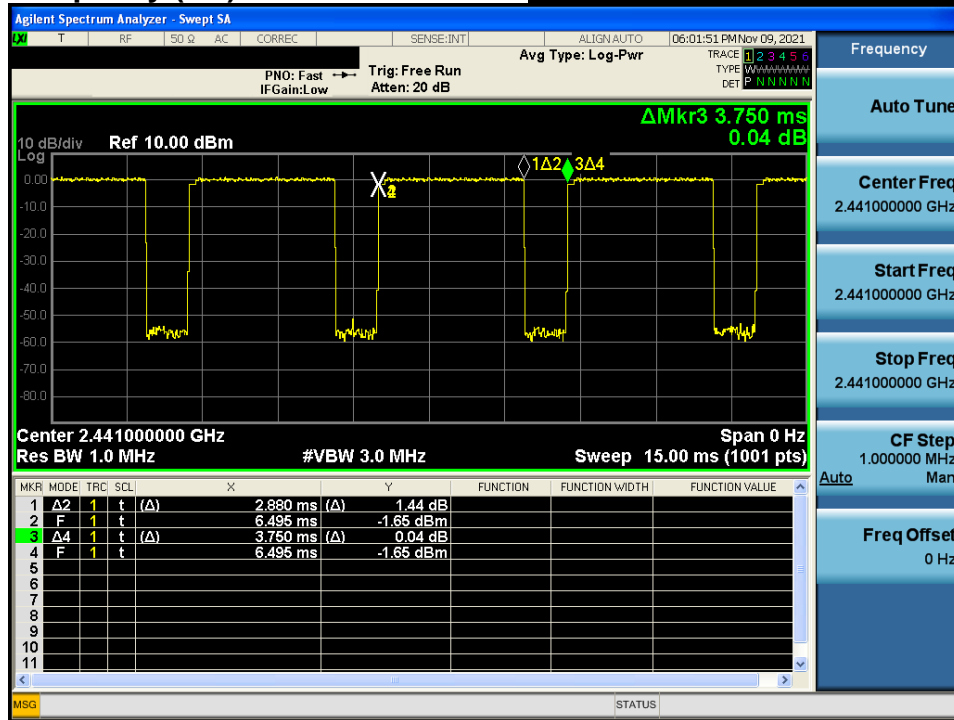 Agilent Spectrum Analyzer - Swept SA
LXI T RF 50 Ω AC CORREC SENSE:INT ALIGN AUTO 06:01:51 PM Nov 09, 2021
Avg Type: Log-Pwr TRACE 1 2 3 4 5 6
PNO: Fast Trig: Free Run TYPE WWWWWW
IFGain:Low Atten: 20 dB DET P N N N N N
ΔMkr3 3.750 ms
0.04 dB
10 dB/div Ref 10.00 dBm
Log
1Δ2 3Δ4
0.00
-10.0
-20.0
-30.0
-40.0
-50.0
-60.0
-70.0
-80.0
Center 2.441000000 GHz Span 0 Hz
Res BW 1.0 MHz #VBW 3.0 MHz Sweep 15.00 ms (1001 pts)
MKR MODE TRC SCL X Y FUNCTION FUNCTION WIDTH FUNCTION VALUE
1 Δ2 1 t (Δ) 2.880 ms (Δ) 1.44 dB
2 F 1 t 6.495 ms -1.65 dBm
3 Δ4 1 t (Δ) 3.750 ms (Δ) 0.04 dB
4 F 1 t 6.495 ms -1.65 dBm
5
6
7
8
9
10
11
MSG STATUS
Frequency
Auto Tune
Center Freq
2.441000000 GHz
Start Freq
2.441000000 GHz
Stop Freq
2.441000000 GHz
CF Step
1.000000 MHz
Auto Man
Freq Offset
0 Hz